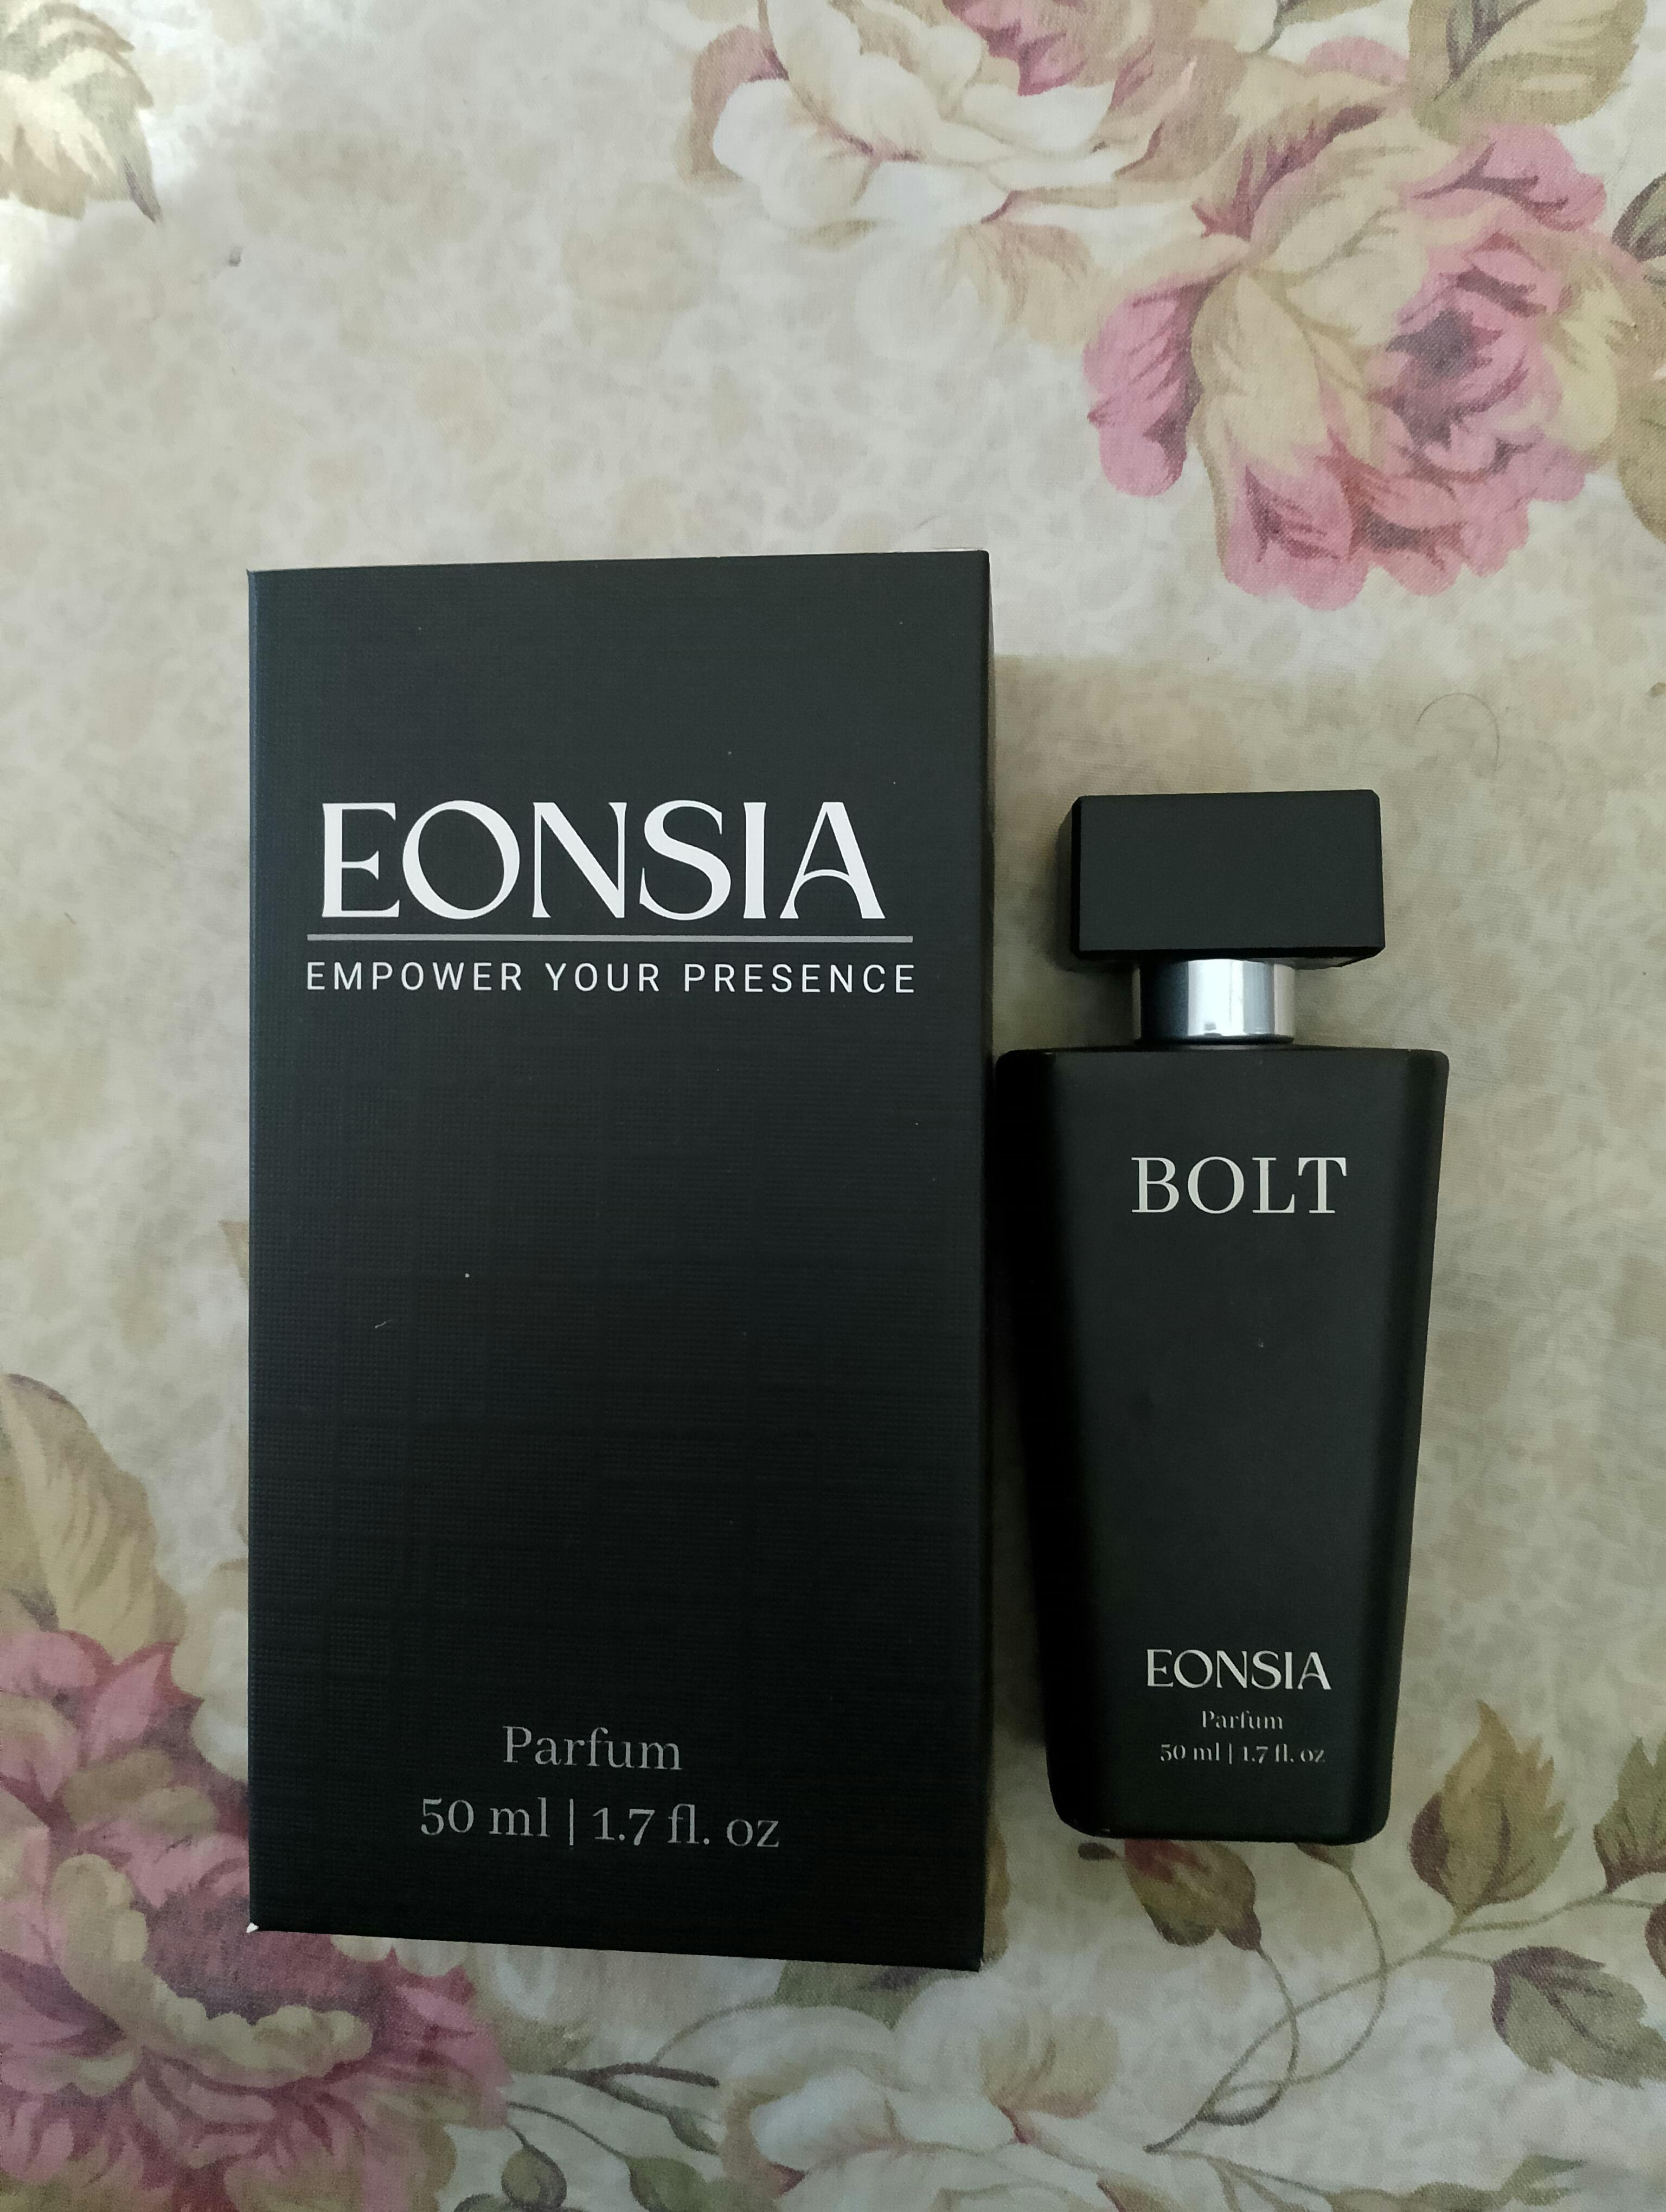 EONSIA
EMPOWER YOUR PRESENCE
Parfum
50 ml | 1.7 fl. oz
BOLT
EONSIA
Parfum
50 ml | 1.7 fl. oz